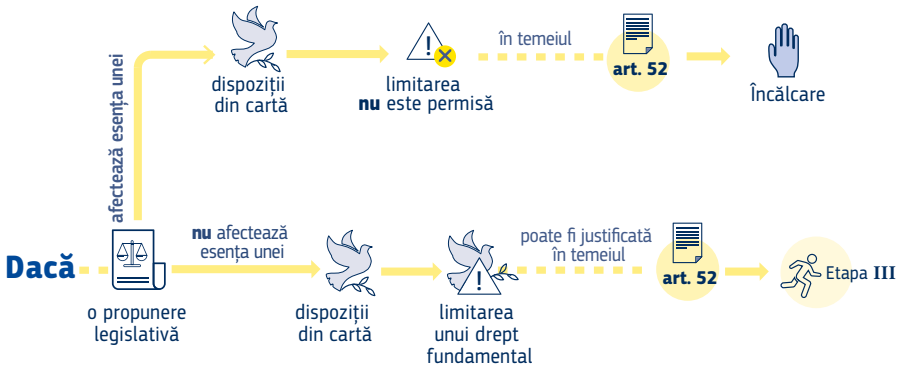 afectează esența unei
dispoziții
din cartă
limitarea
nu este permisă
în temeiul
art. 52
Încălcare
Dacă
o propunere
legislativă
nu afectează
esența unei
dispoziții
din cartă
limitarea
unui drept
fundamental
poate fi justificată
în temeiul
art. 52
Etapa III